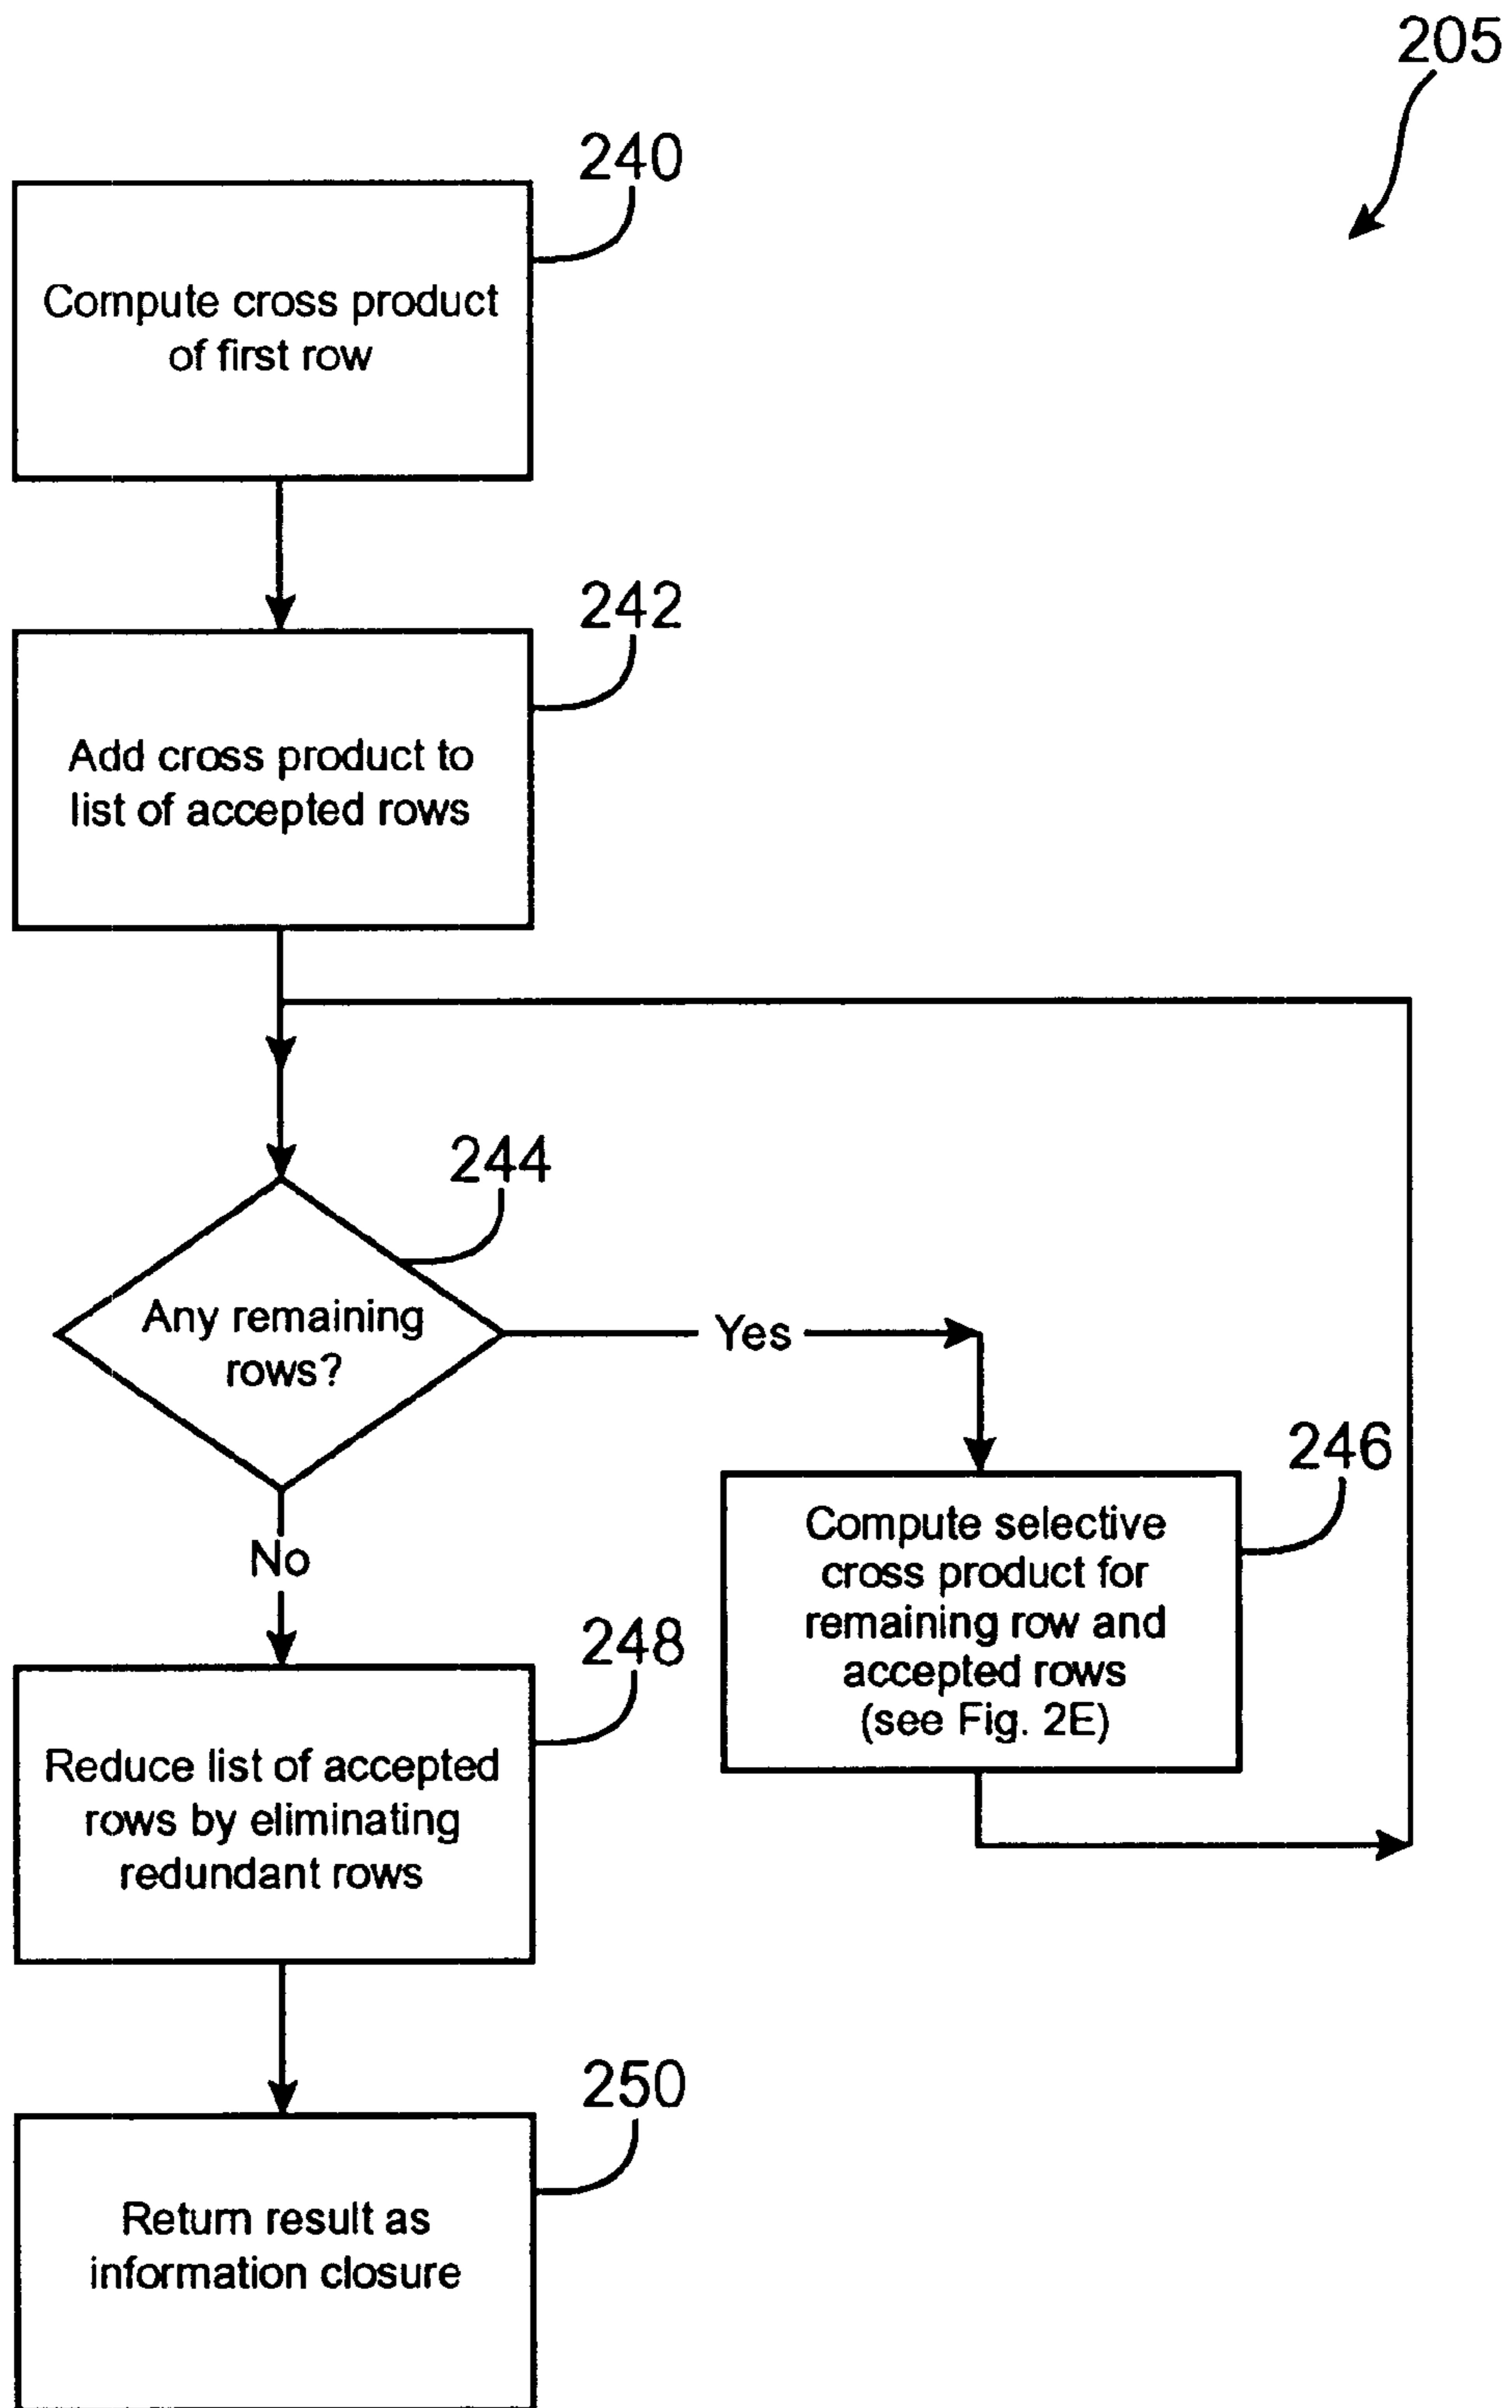 205
240
Compute cross product
of first row
242
Add cross product to
list of accepted rows
244
Any remaining
rows?
Yes
246
Compute selective
cross product for
remaining row and
accepted rows
(see Fig. 2E)
No
248
Reduce list of accepted
rows by eliminating
redundant rows
250
Return result as
information closure